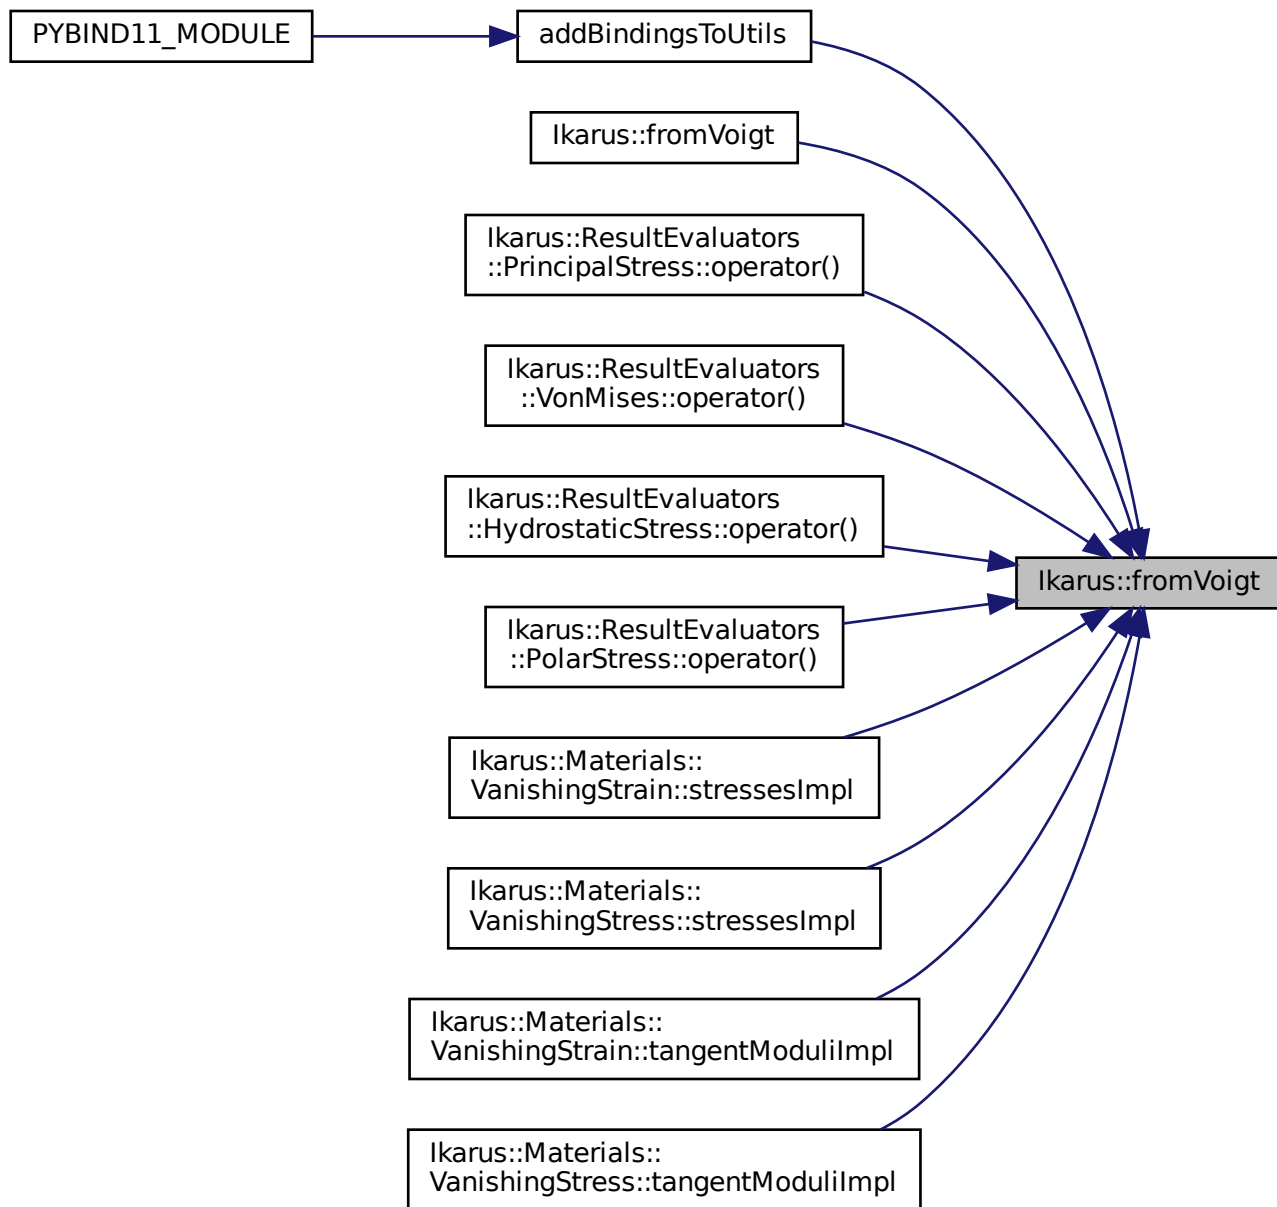 PYBIND11_MODULE
addBindingsToUtils
Ikarus::fromVoigt
Ikarus::ResultEvaluators
::PrincipalStress::operator()
Ikarus::ResultEvaluators
::VonMises::operator()
Ikarus::ResultEvaluators
::HydrostaticStress::operator()
Ikarus::fromVoigt
Ikarus::ResultEvaluators
::PolarStress::operator()
Ikarus::Materials::
VanishingStrain::stressesImpl
Ikarus::Materials::
VanishingStress::stressesImpl
Ikarus::Materials::
VanishingStrain::tangentModuliImpl
Ikarus::Materials::
VanishingStress::tangentModuliImpl